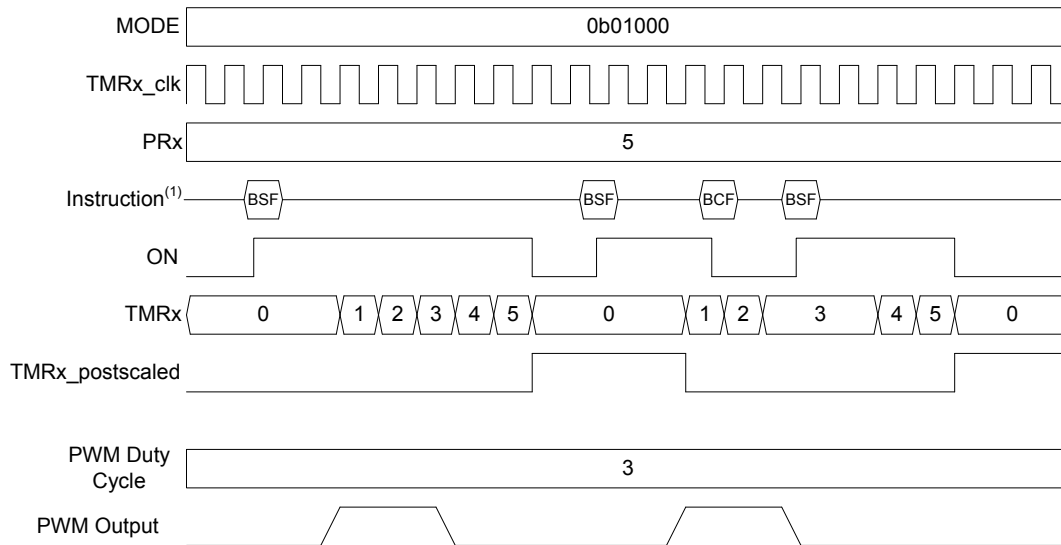 MODE 0b01000
TMRx_clk
PRx 5
Instruction(1) BSF BSF BCF BSF
ON
TMRx 0 1 2 3 4 5 0 1 2 3 4 5 0
TMRx_postscaled
PWM Duty
Cycle 3
PWM Output